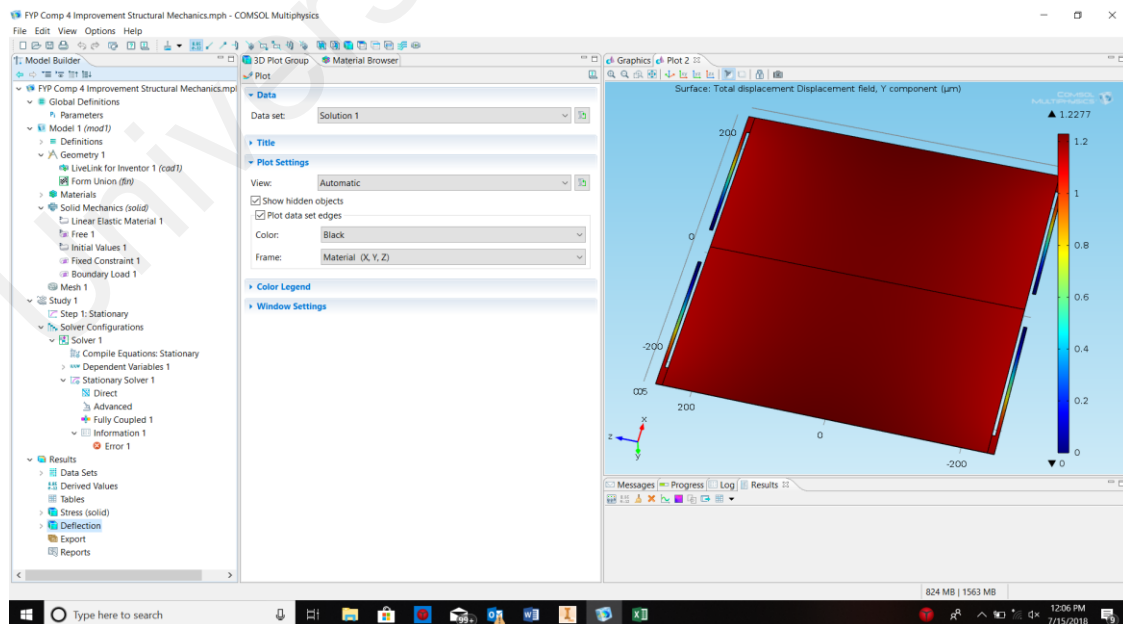 FYP Comp 4 Improvement Structural Mechanics.mph - COMSOL Multiphysics
File Edit View Options Help
Model Builder
FYP Comp 4 Improvement Structural Mechanics.mpl
Global Definitions
Parameters
Model 1 (mod1)
Definitions
Geometry 1
LiveLink for Inventor 1 (cad1)
Form Union (fin)
Materials
Solid Mechanics (solid)
Linear Elastic Material 1
Free 1
Initial Values 1
Fixed Constraint 1
Boundary Load 1
Mesh 1
Study 1
Step 1: Stationary
Solver Configurations
Solver 1
Compile Equations: Stationary
Dependent Variables 1
Stationary Solver 1
Direct
Advanced
Fully Coupled 1
Information 1
Error 1
Results
Data Sets
Derived Values
Tables
Stress (solid)
Deflection
Export
Reports
3D Plot Group Material Browser
Plot
Data
Data set: Solution 1
Title
Plot Settings
View: Automatic
Show hidden objects
Plot data set edges
Color: Black
Frame: Material (X, Y, Z)
Color Legend
Window Settings
Graphics Plot 2
Surface: Total displacement Displacement field, Y component (µm)
COMSOL
MULTIPHYSICS
▲ 1.2277
1.2
1
0.8
0.6
0.4
0.2
0
▼ 0
200
0
-200
200
0
-200
x
z
y
Messages Progress Log Results
824 MB | 1563 MB
Type here to search
99+
12:06 PM
7/15/2018
Univers